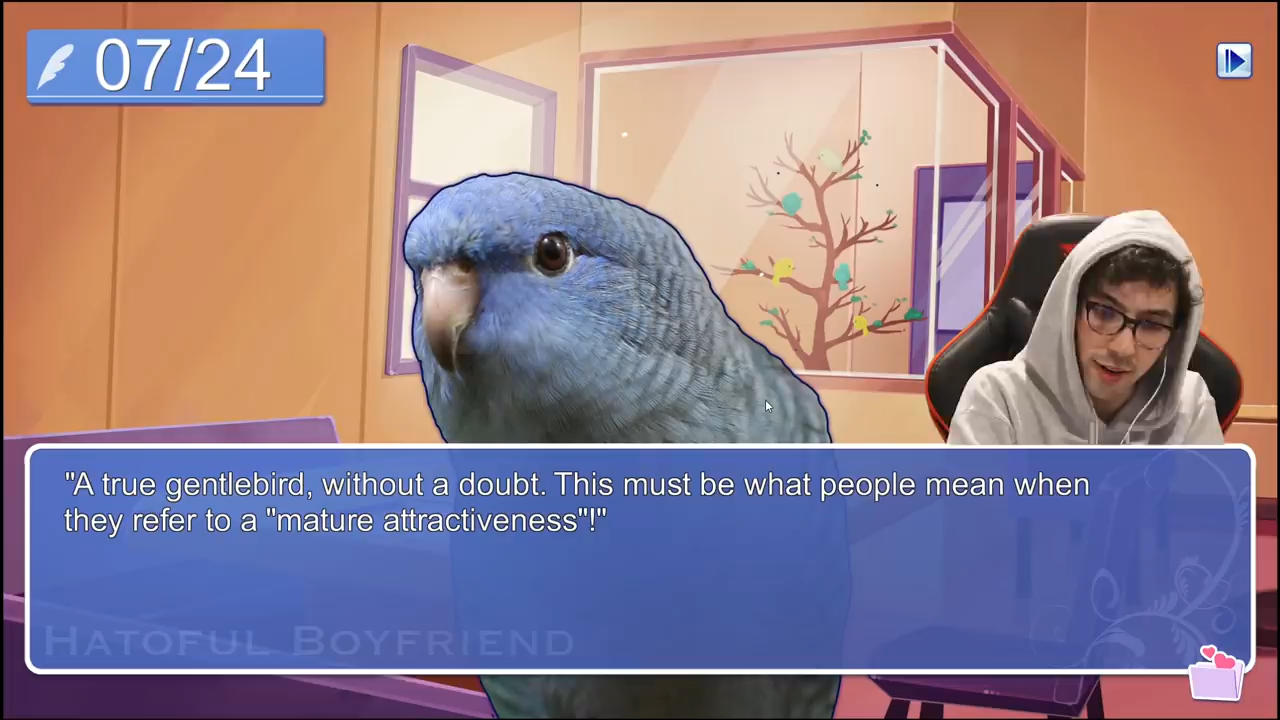 07/24
"A true gentlebird, without a doubt. This must be what people mean when
they refer to a "mature attractiveness"!"
HATOFUL BOYFRIEND